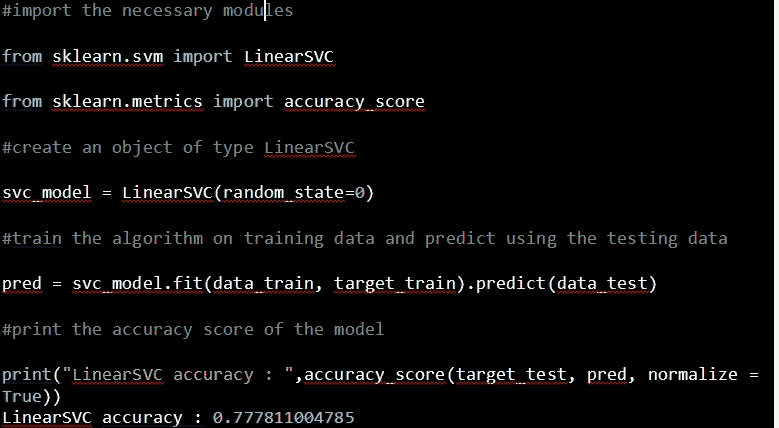 #import the necessary modules
from sklearn.svm import LinearSVC
from sklearn.metrics import accuracy_score
#create an object of type LinearSVC
svc_model = LinearSVC(random_state=0)
#train the algorithm on training data and predict using the testing data
pred = svc_model.fit(data_train, target_train).predict(data_test)
#print the accuracy score of the model
print("LinearSVC accuracy : ",accuracy_score(target_test, pred, normalize =
True))
LinearSVC accuracy : 0.777811004785